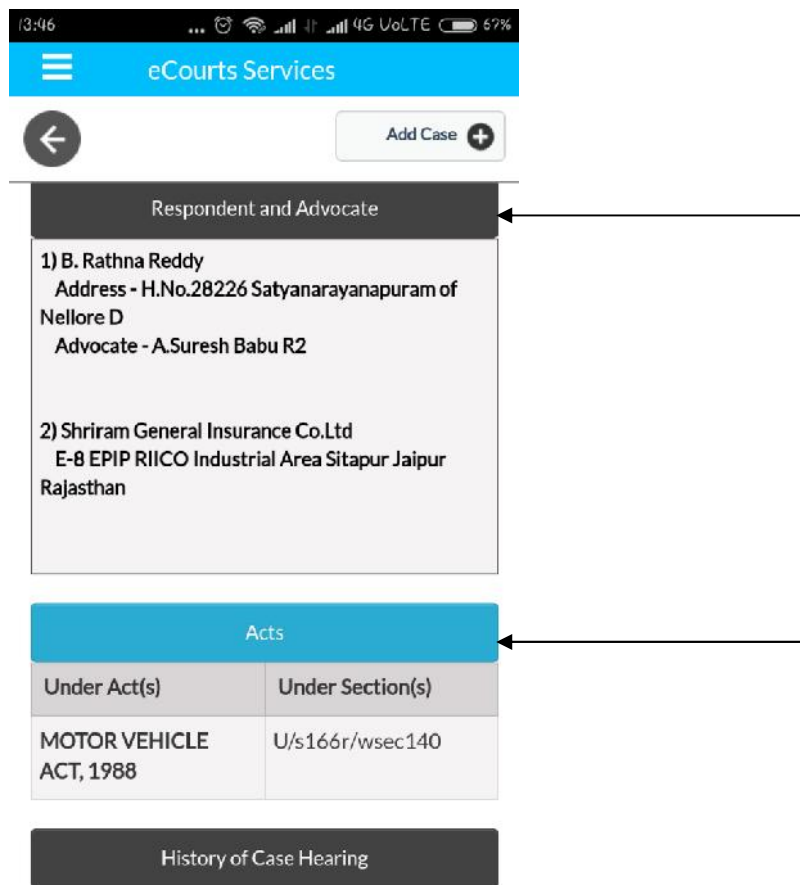 13:46 ... 4G VoLTE 67%
eCourts Services
Add Case
Respondent and Advocate
1) B. Rathna Reddy
Address - H.No.28226 Satyanarayanapuram of
Nellore D
Advocate - A.Suresh Babu R2
2) Shriram General Insurance Co.Ltd
E-8 EPIP RIICO Industrial Area Sitapur Jaipur
Rajasthan
Acts
Under Act(s) Under Section(s)
MOTOR VEHICLE U/s166r/wsec140
ACT, 1988
History of Case Hearing